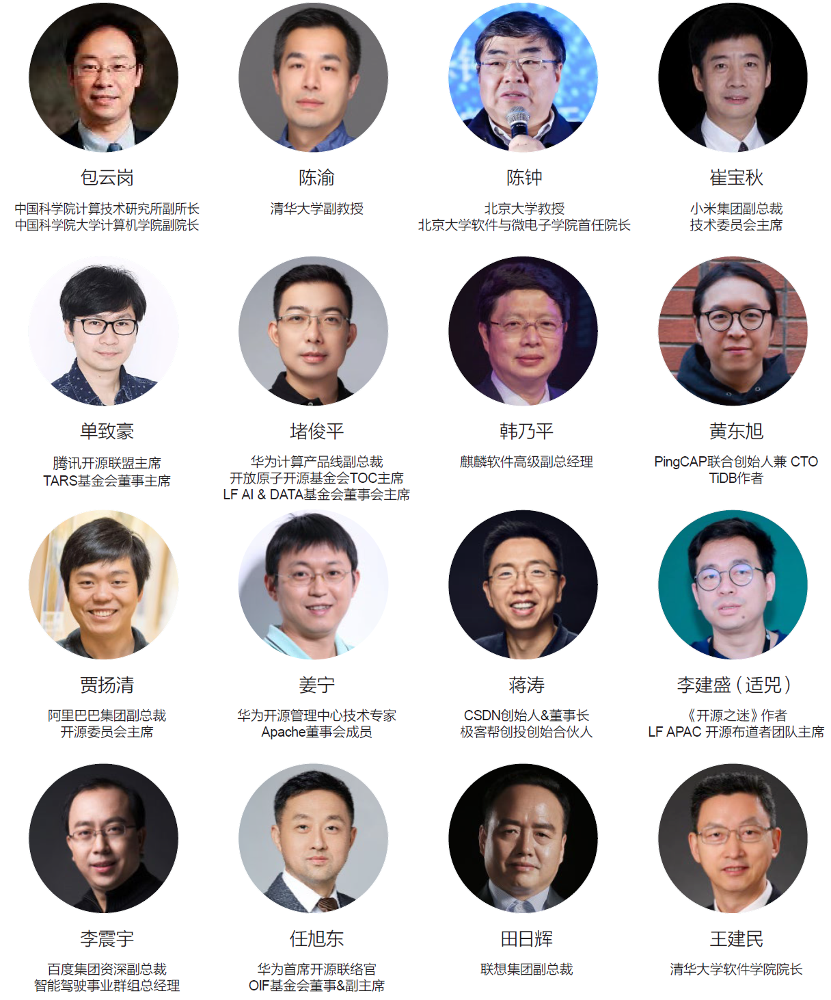 包云岗
中国科学院计算技术研究所副所长
中国科学院大学计算机学院副院长
陈渝
清华大学副教授
陈钟
北京大学教授
北京大学软件与微电子学院首任院长
崔宝秋
小米集团副总裁
技术委员会主席
单致豪
腾讯开源联盟主席
TARS基金会董事主席
堵俊平
华为计算产品线副总裁
开放原子开源基金会TOC主席
LF AI & DATA基金会董事会主席
韩乃平
麒麟软件高级副总经理
黄东旭
PingCAP联合创始人兼 CTO
TiDB作者
贾扬清
阿里巴巴集团副总裁
开源委员会主席
姜宁
华为开源管理中心技术专家
Apache董事会成员
蒋涛
CSDN创始人&董事长
极客帮创投创始合伙人
李建盛（适兕）
《开源之迷》作者
LF APAC 开源布道者团队主席
李震宇
百度集团资深副总裁
智能驾驶事业群组总经理
任旭东
华为首席开源联络官
OIF基金会董事&副主席
田日辉
联想集团副总裁
王建民
清华大学软件学院院长